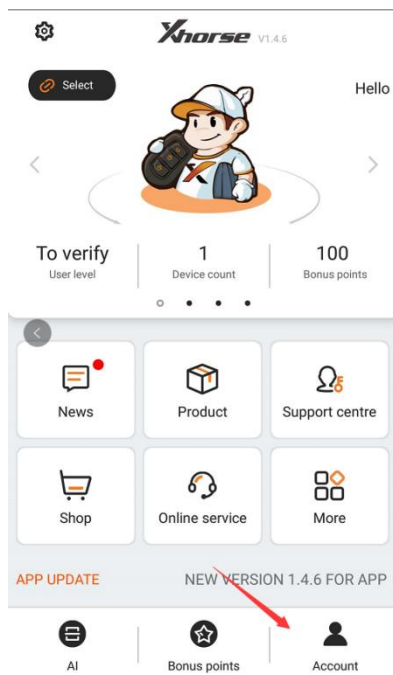 Xhorse V1.4.6
Select
Hello
To verify
User level
1
Device count
100
Bonus points
News
Product
Support centre
Shop
Online service
More
APP UPDATE
NEW VERSION 1.4.6 FOR APP
AI
Bonus points
Account